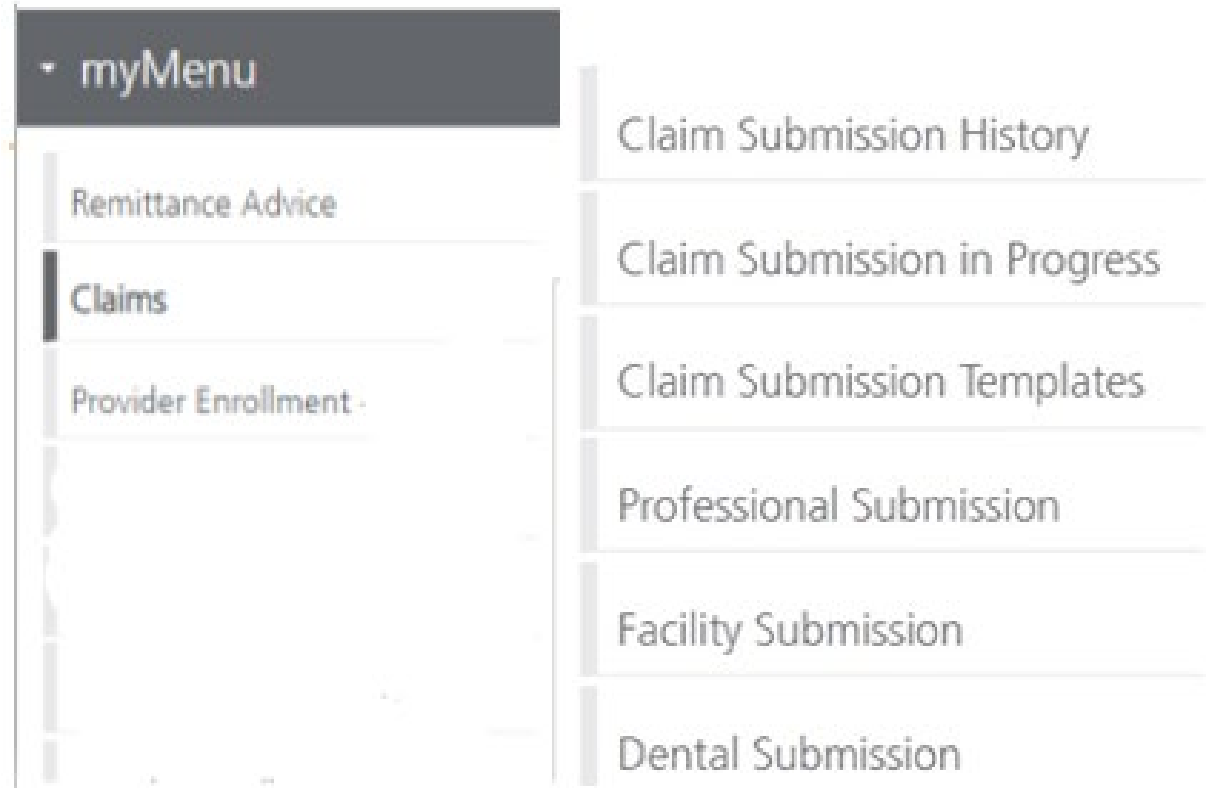 myMenu
Remittance Advice
Claims
Provider Enrollment -
Claim Submission History
Claim Submission in Progress
Claim Submission Templates
Professional Submission
Facility Submission
Dental Submission